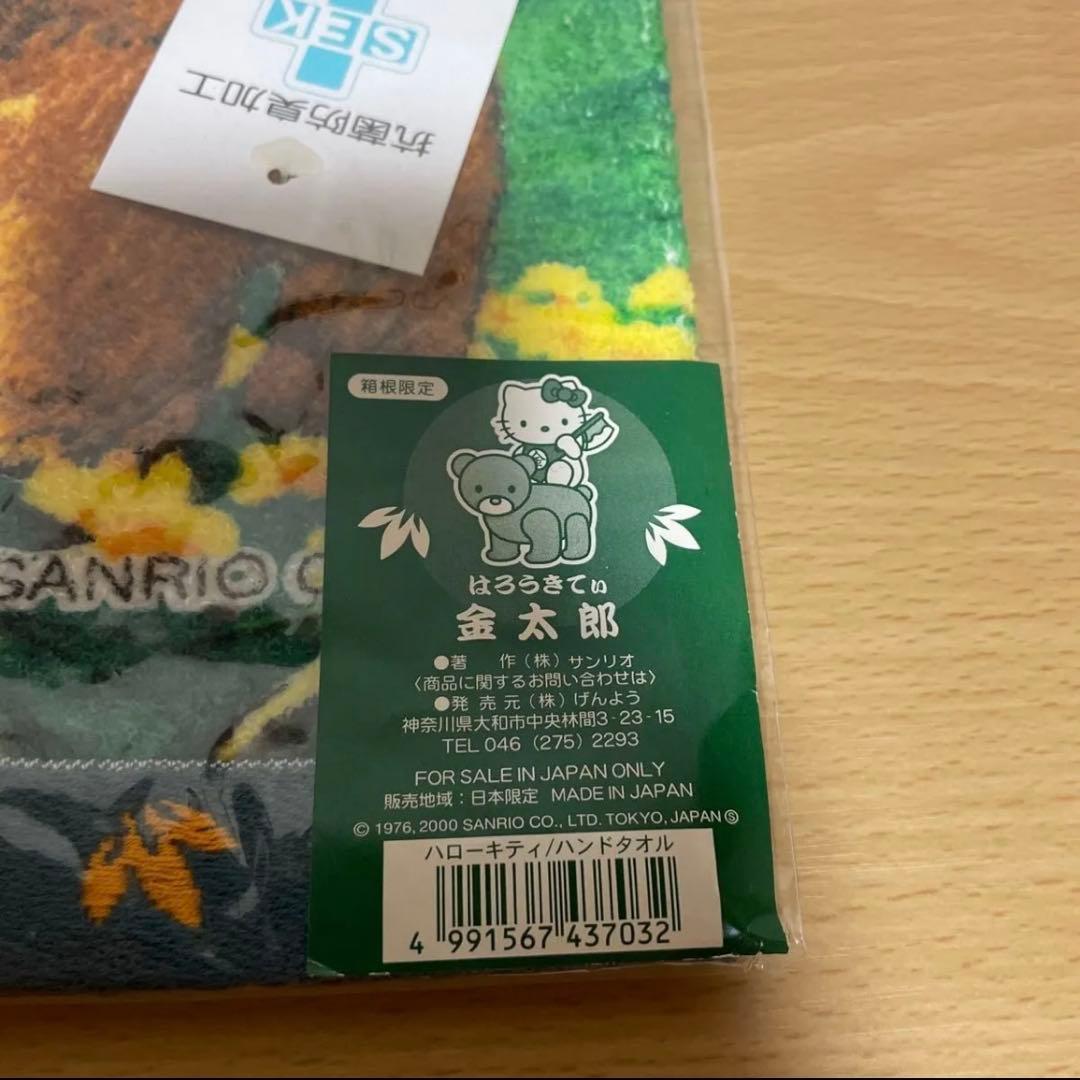 SEK
抗菌防臭加工
箱根限定
はろうきてぃ
金太郎
●著 作(株)サンリオ
〈商品に関するお問い合わせは〉
●発売元(株)げんよう
神奈川県大和市中央林間3-23-15
TEL 046 (275) 2293
FOR SALE IN JAPAN ONLY
販売地域:日本限定 MADE IN JAPAN
© 1976, 2000 SANRIO CO., LTD. TOKYO, JAPAN Ⓢ
ハローキティ/ハンドタオル
4 991567 437032
SANRIO